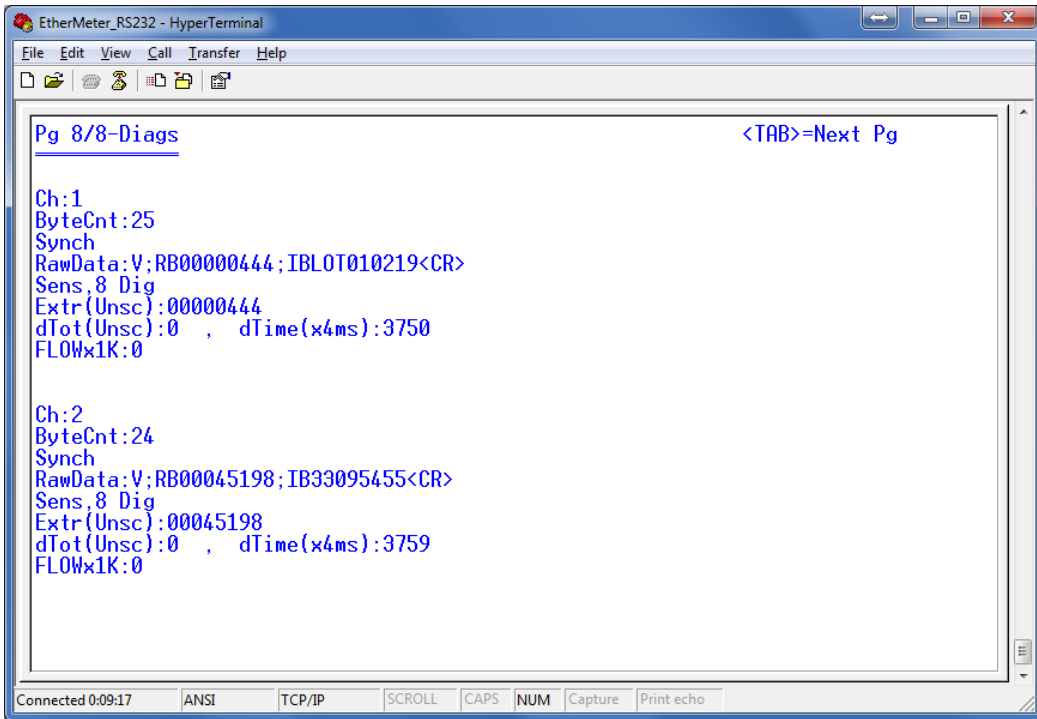 EtherMeter_RS232 - HyperTerminal
File Edit View Call Transfer Help
Pg 8/8-Diags <TAB>=Next Pg
Ch:1
ByteCnt:25
Synch
RawData:V;RB00000444;IBLOT010219<CR>
Sens,8 Dig
Extr(Unsc):00000444
dTot(Unsc):0 , dTime(x4ms):3750
FLOWx1K:0
Ch:2
ByteCnt:24
Synch
RawData:V;RB00045198;IB33095455<CR>
Sens,8 Dig
Extr(Unsc):00045198
dTot(Unsc):0 , dTime(x4ms):3759
FLOWx1K:0
Connected 0:09:17 ANSI TCP/IP SCROLL CAPS NUM Capture Print echo